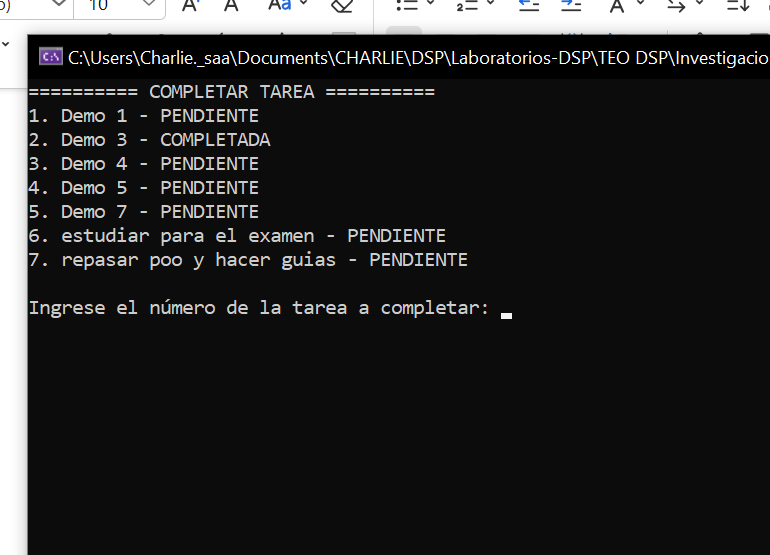 10
Aa
C:\Users\Charlie._saa\Documents\CHARLIE\DSP\Laboratorios-DSP\TEO DSP\Investigacio
========== COMPLETAR TAREA ==========
1. Demo 1 - PENDIENTE
2. Demo 3 - COMPLETADA
3. Demo 4 - PENDIENTE
4. Demo 5 - PENDIENTE
5. Demo 7 - PENDIENTE
6. estudiar para el examen - PENDIENTE
7. repasar poo y hacer guias - PENDIENTE
Ingrese el número de la tarea a completar: